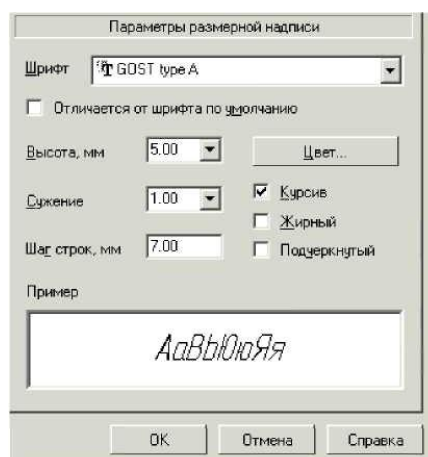 Параметры размерной надписи
Шрифт GOST type A
Отличается от шрифта по умолчанию
Высота, мм 5.00 Цвет...
Сужение 1.00 Курсив
Жирный
Шаг строк, мм 7.00 Подчеркнутый
Пример
АаВЫЮюЯя
OK Отмена Справка